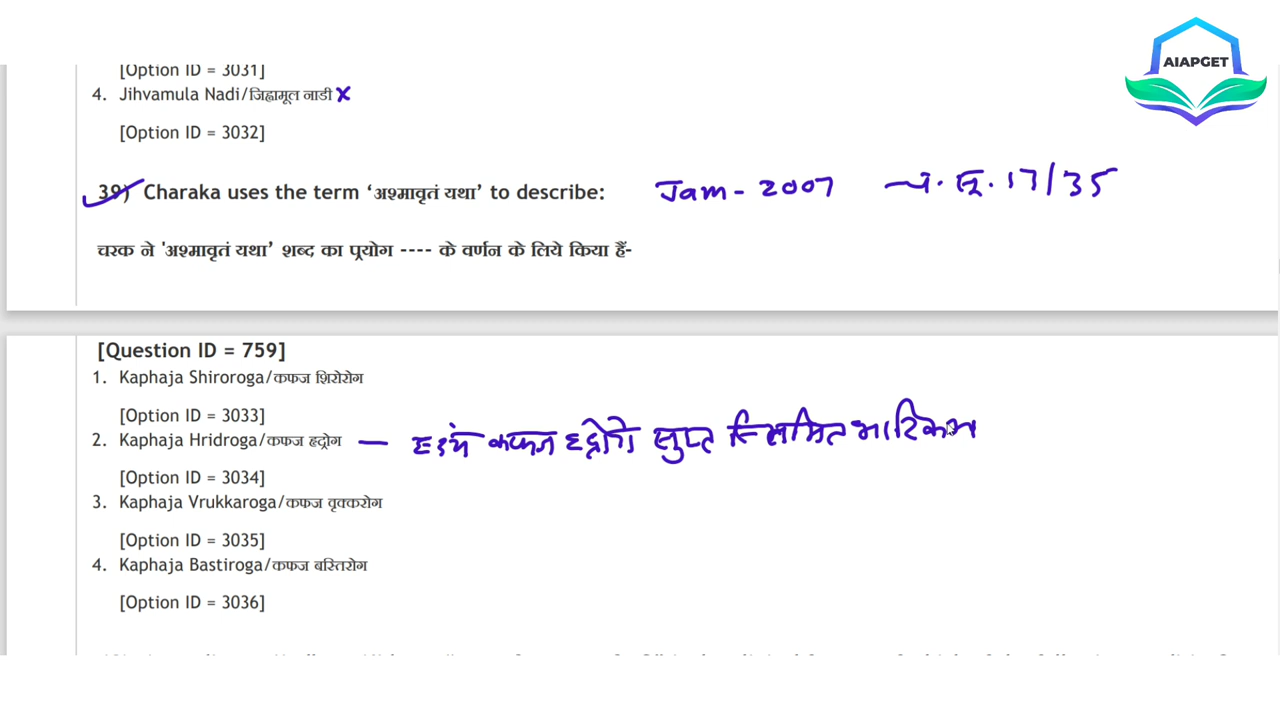 [Option ID = 3031]
AIAPGET
4. Jihvamula Nadi/जिह्वामूल नाडी X
[Option ID = 3032]
39) Charaka uses the term ‘अश्मावृतं यथा’ to describe: Jam - 2007 च. सू. 17/35
चरक ने 'अश्मावृतं यथा’ शब्द का प्रयोग ---- के वर्णन के लिये किया हैं-
[Question ID = 759]
1. Kaphaja Shiroroga/कफज शिरोरोग
[Option ID = 3033]
2. Kaphaja Hridroga/कफज हृद्रोग — हृदयं कफज हृद्रोगे सुप्त स्तिमित भारिकम
[Option ID = 3034]
3. Kaphaja Vrukkaroga/कफज वृक्करोग
[Option ID = 3035]
4. Kaphaja Bastiroga/कफज बस्तिरोग
[Option ID = 3036]